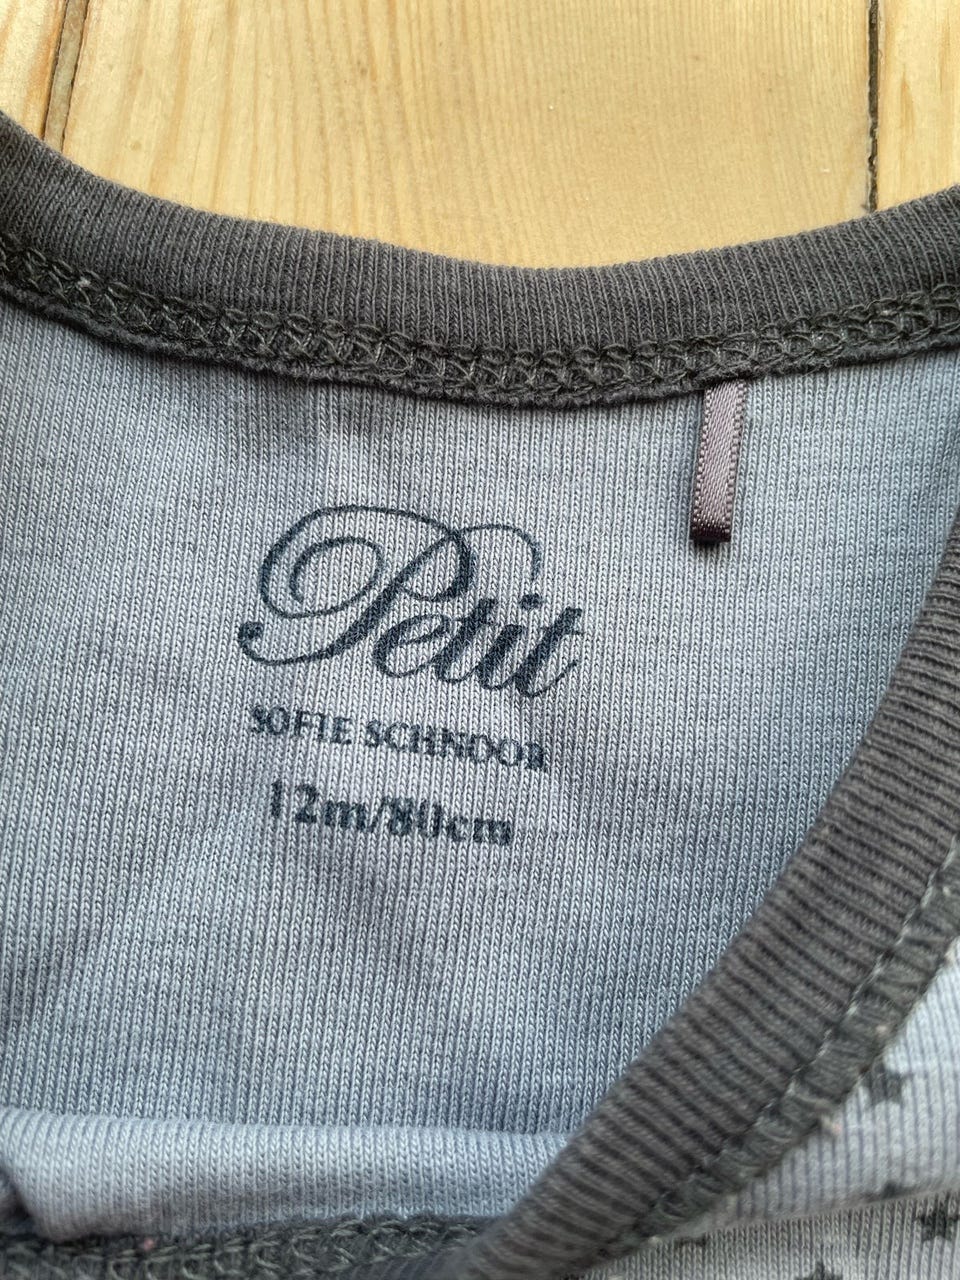 Petit
SOFIE SCHNOOR
12m/80cm